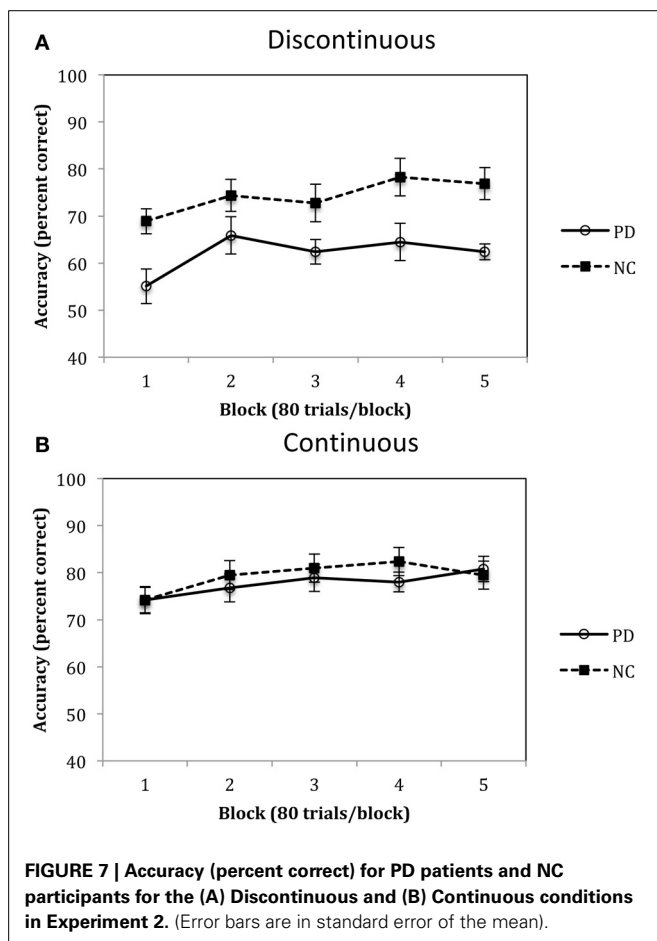 A
Discontinuous
Accuracy (percent correct)
100
90
80
70
60
50
40
1 2 3 4 5
Block (80 trials/block)
PD
NC
B
Continuous
Accuracy (percent correct)
100
90
80
70
60
50
40
1 2 3 4 5
Block (80 trials/block)
PD
NC
FIGURE 7 | Accuracy (percent correct) for PD patients and NC
participants for the (A) Discontinuous and (B) Continuous conditions
in Experiment 2. (Error bars are in standard error of the mean).